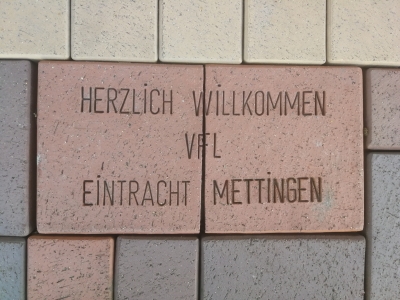 HERZLICH WILLKOMMEN
VFL
EINTRACHT METTINGEN